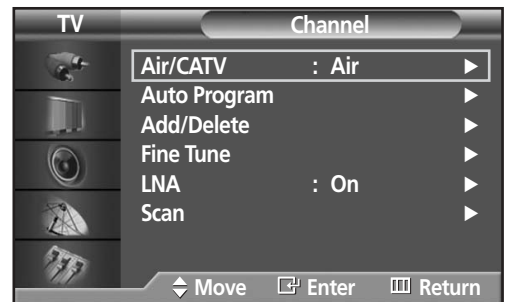 TV Channel
Air/CATV : Air
Auto Program
Add/Delete
Fine Tune
LNA : On
Scan
Move Enter Return